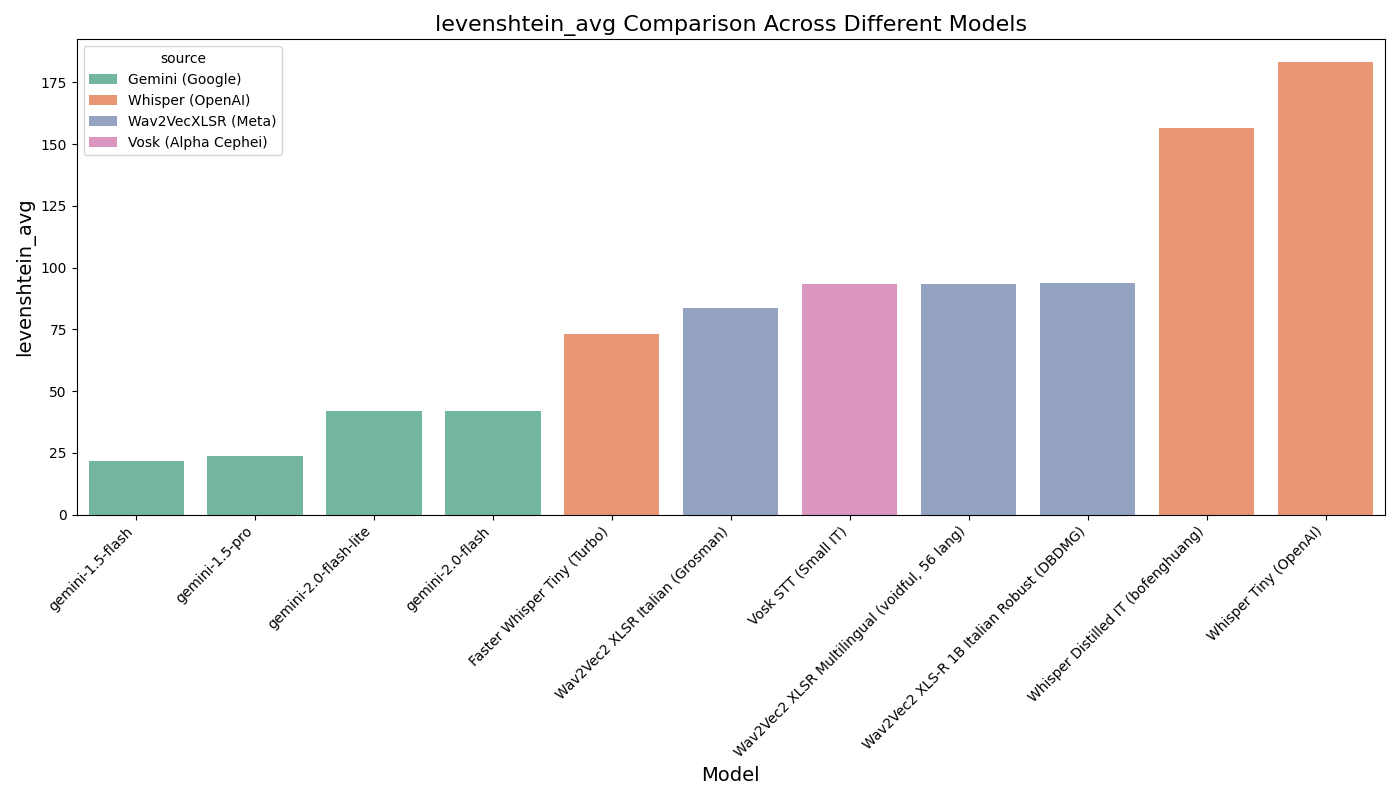 levenshtein_avg Comparison Across Different Models
source
Gemini (Google)
Whisper (OpenAI)
Wav2VecXLSR (Meta)
Vosk (Alpha Cephei)
levenshtein_avg
175
150
125
100
75
50
25
0
gemini-1.5-flash
gemini-1.5-pro
gemini-2.0-flash-lite
gemini-2.0-flash
Faster Whisper Tiny (Turbo)
Wav2Vec2 XLSR Italian (Grosman)
Vosk STT (Small IT)
Wav2Vec2 XLSR Multilingual (voidful, 56 lang)
Wav2Vec2 XLS-R 1B Italian Robust (DBDMG)
Whisper Distilled IT (bofenghuang)
Whisper Tiny (OpenAI)
Model